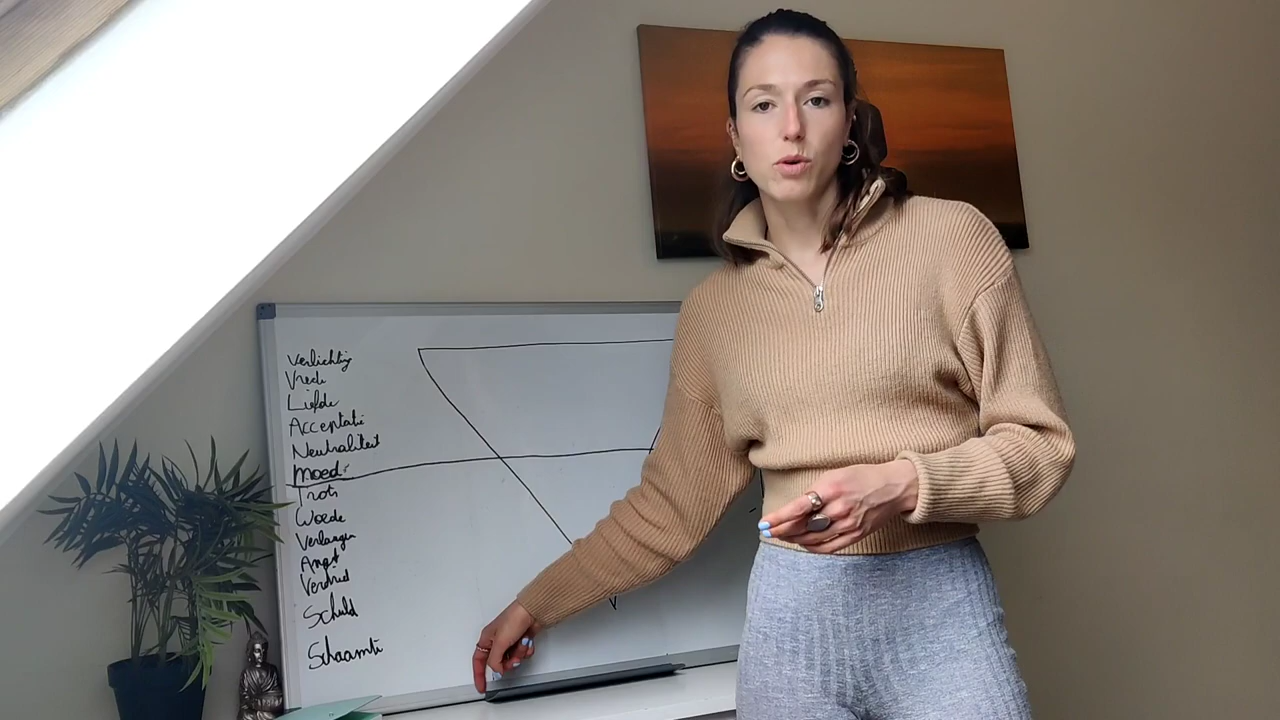 Verlichting
Vrede
Liefde
Acceptatie
Neutraliteit
Moed
Trots
Woede
Verlangen
Angst
Verdriet
Schuld
Schaamte